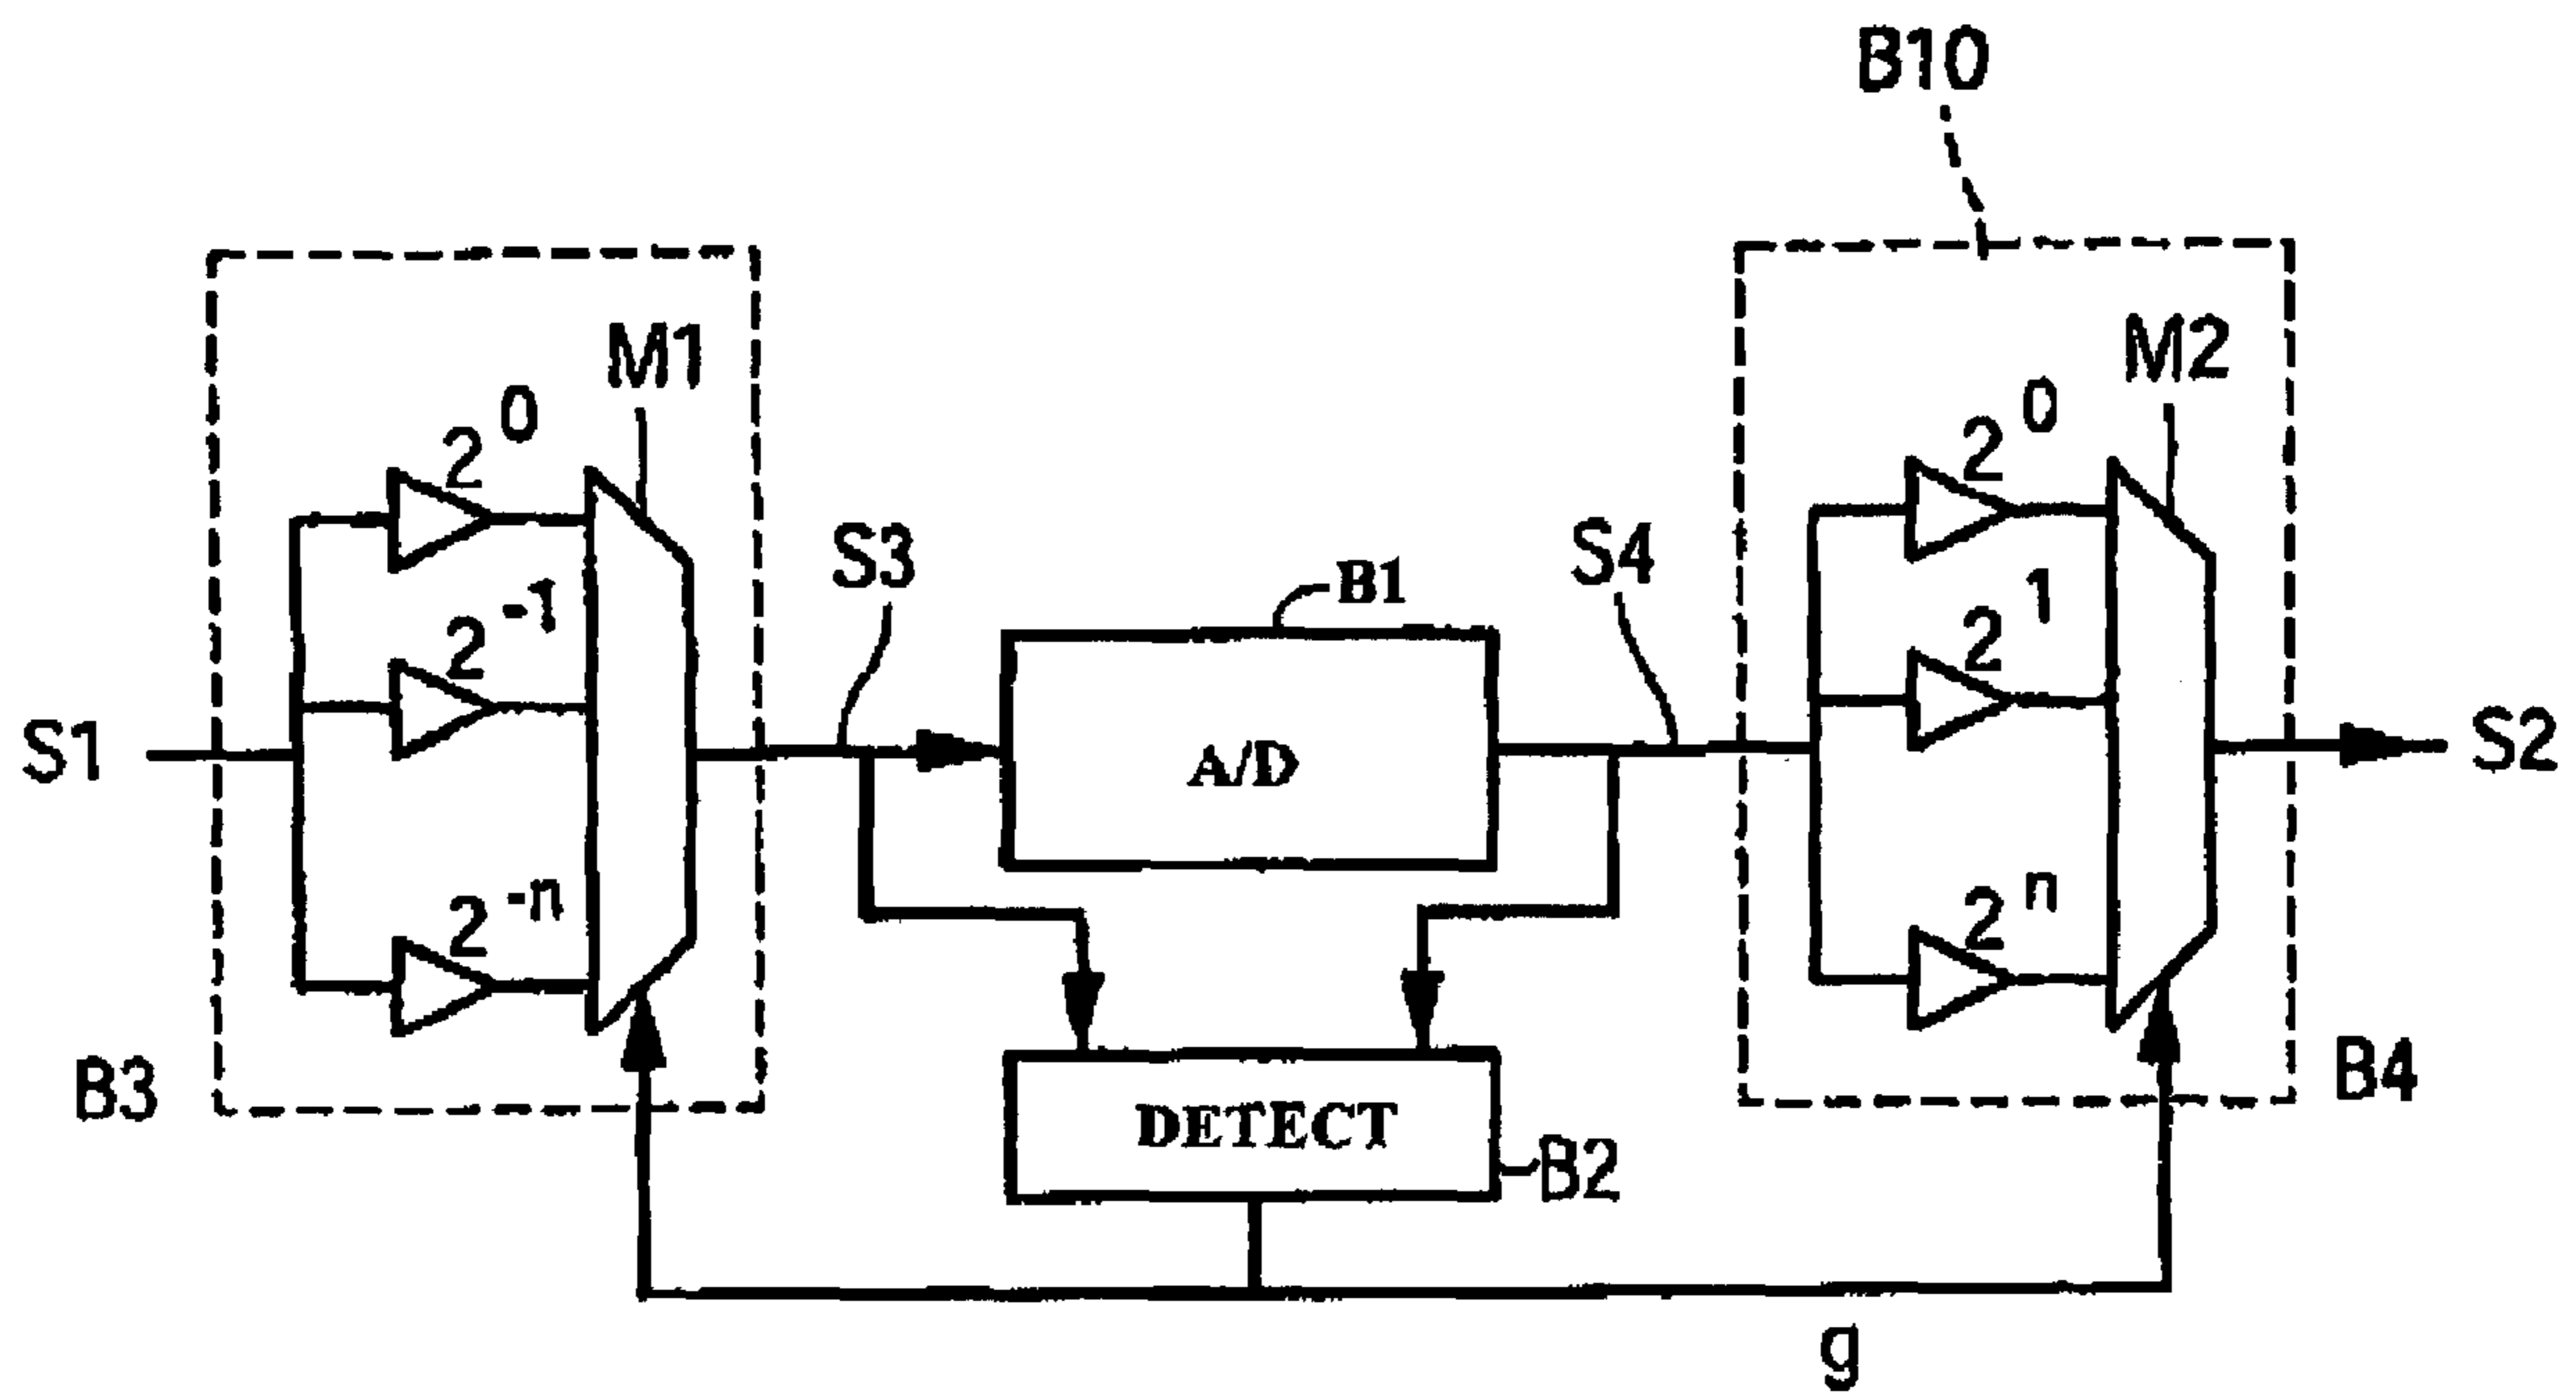 B10
M1
M2
2^0
2^0
S3
S4
B1
2^-1
2^1
S1
A/D
S2
2^-n
2^n
B3
DETECT
B4
B2
g